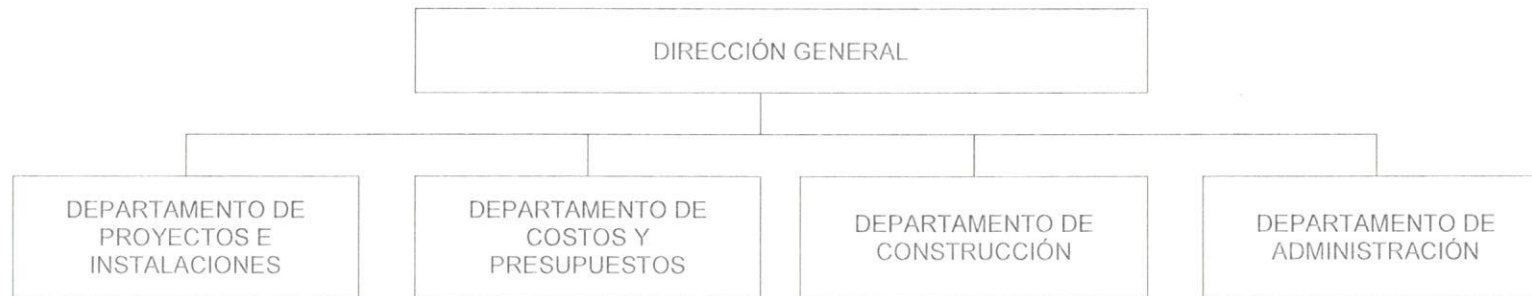 DIRECCIÓN GENERAL
DEPARTAMENTO DE
PROYECTOS E
INSTALACIONES
DEPARTAMENTO DE
COSTOS Y
PRESUPUESTOS
DEPARTAMENTO DE
CONSTRUCCIÓN
DEPARTAMENTO DE
ADMINISTRACIÓN